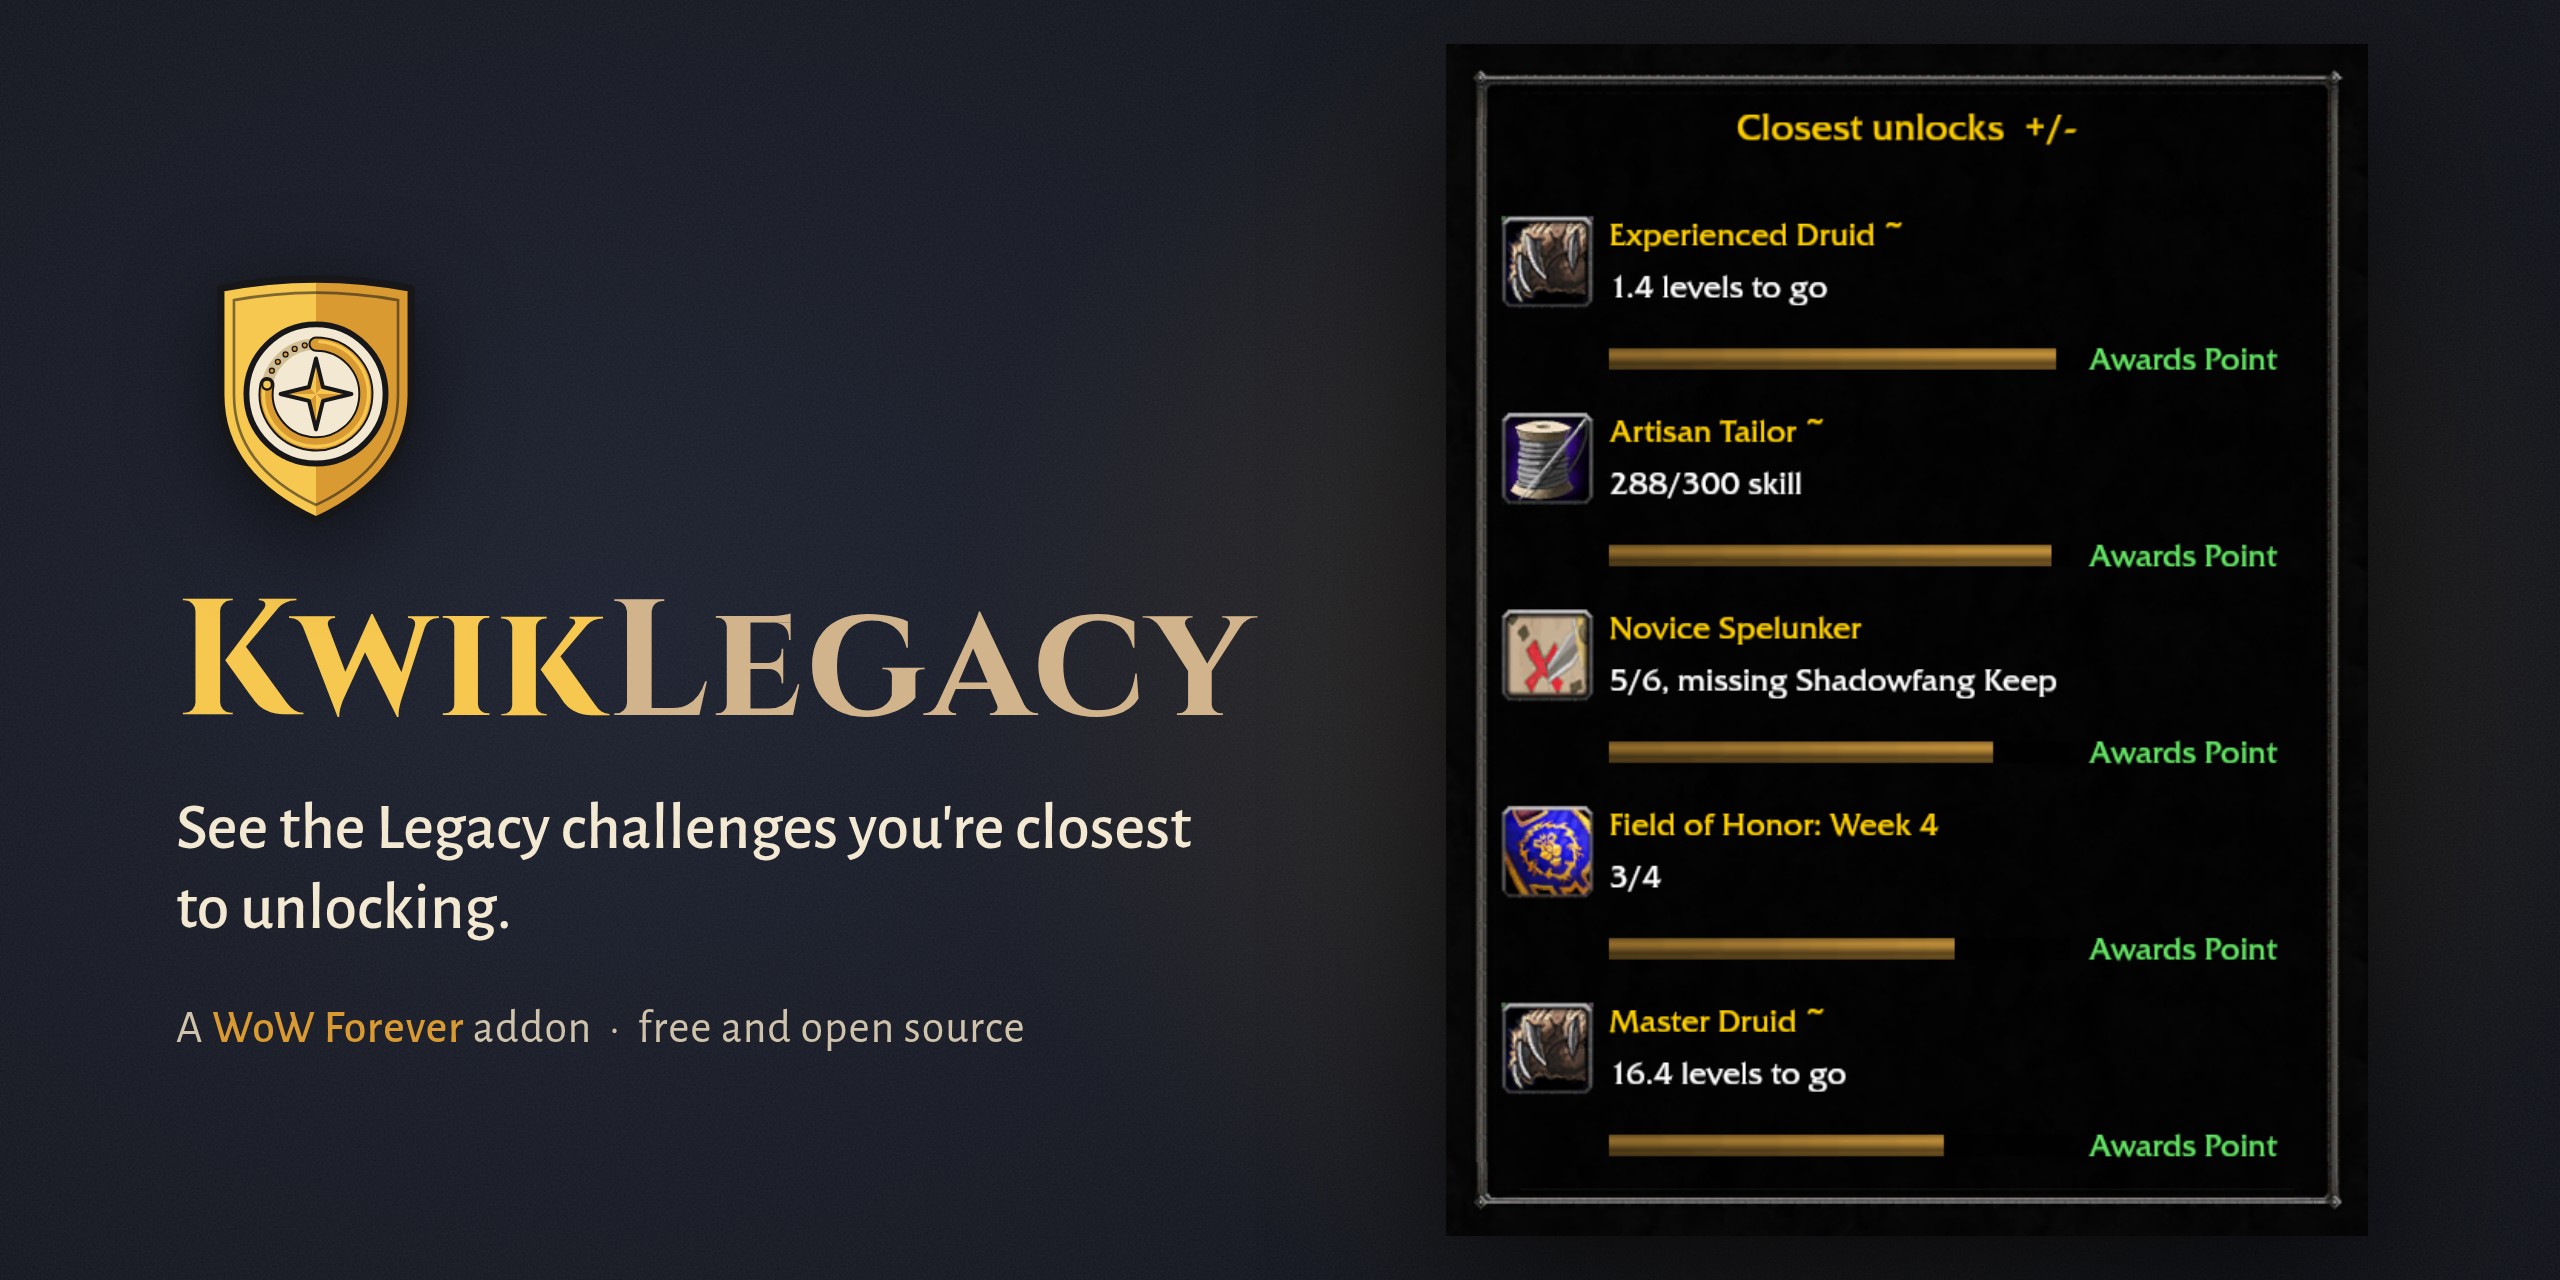 KwikLegacy
See the Legacy challenges you're closest
to unlocking.
A WoW Forever addon · free and open source
Closest unlocks +/-
Experienced Druid ~
1.4 levels to go
Awards Point
Artisan Tailor ~
288/300 skill
Awards Point
Novice Spelunker
5/6, missing Shadowfang Keep
Awards Point
Field of Honor: Week 4
3/4
Awards Point
Master Druid ~
16.4 levels to go
Awards Point